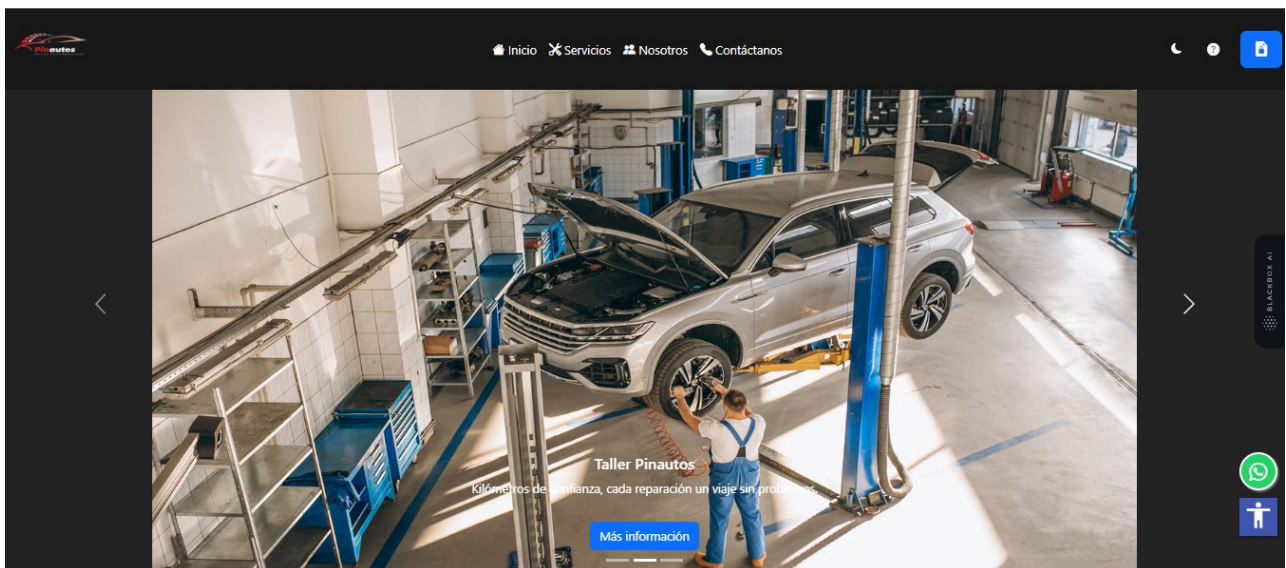 Pinautos
Inicio Servicios Nosotros Contáctanos
BLACKBOX AI
Taller Pinautos
Kilómetros de confianza, cada reparación un viaje sin problemas.
Más información